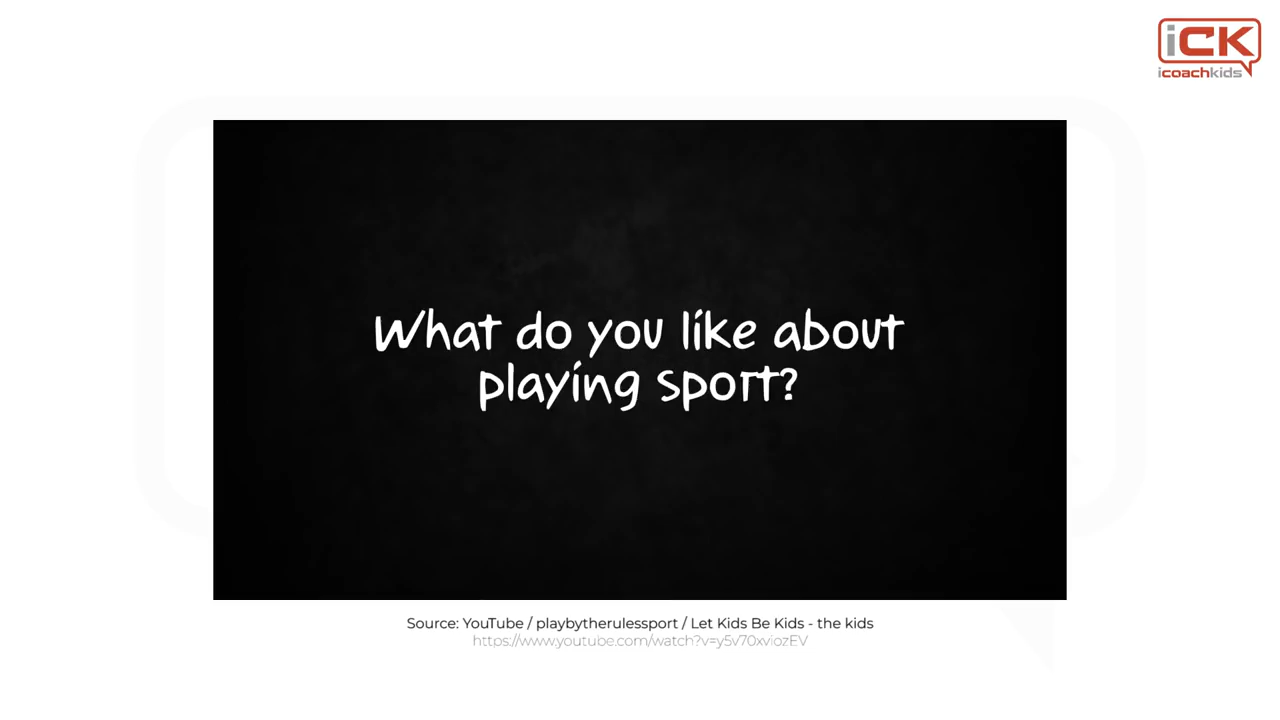 iCK
icoachkids
What do you like about
playing sport?
Source: YouTube / playbytherulessport / Let Kids Be Kids - the kids
https://www.youtube.com/watch?v=y5v70xviozEV